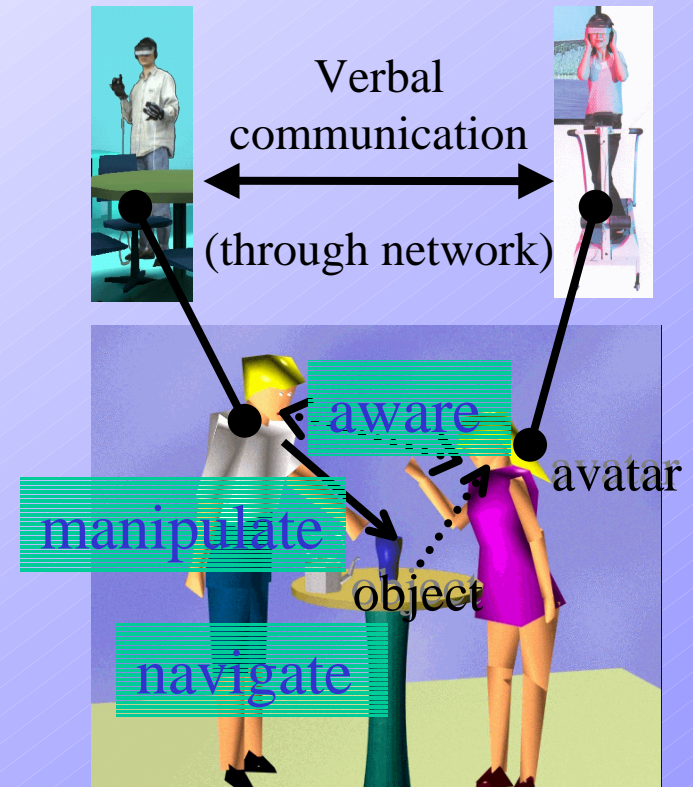 Verbal
communication
(through network)
aware
avatar
manipulate
object
navigate